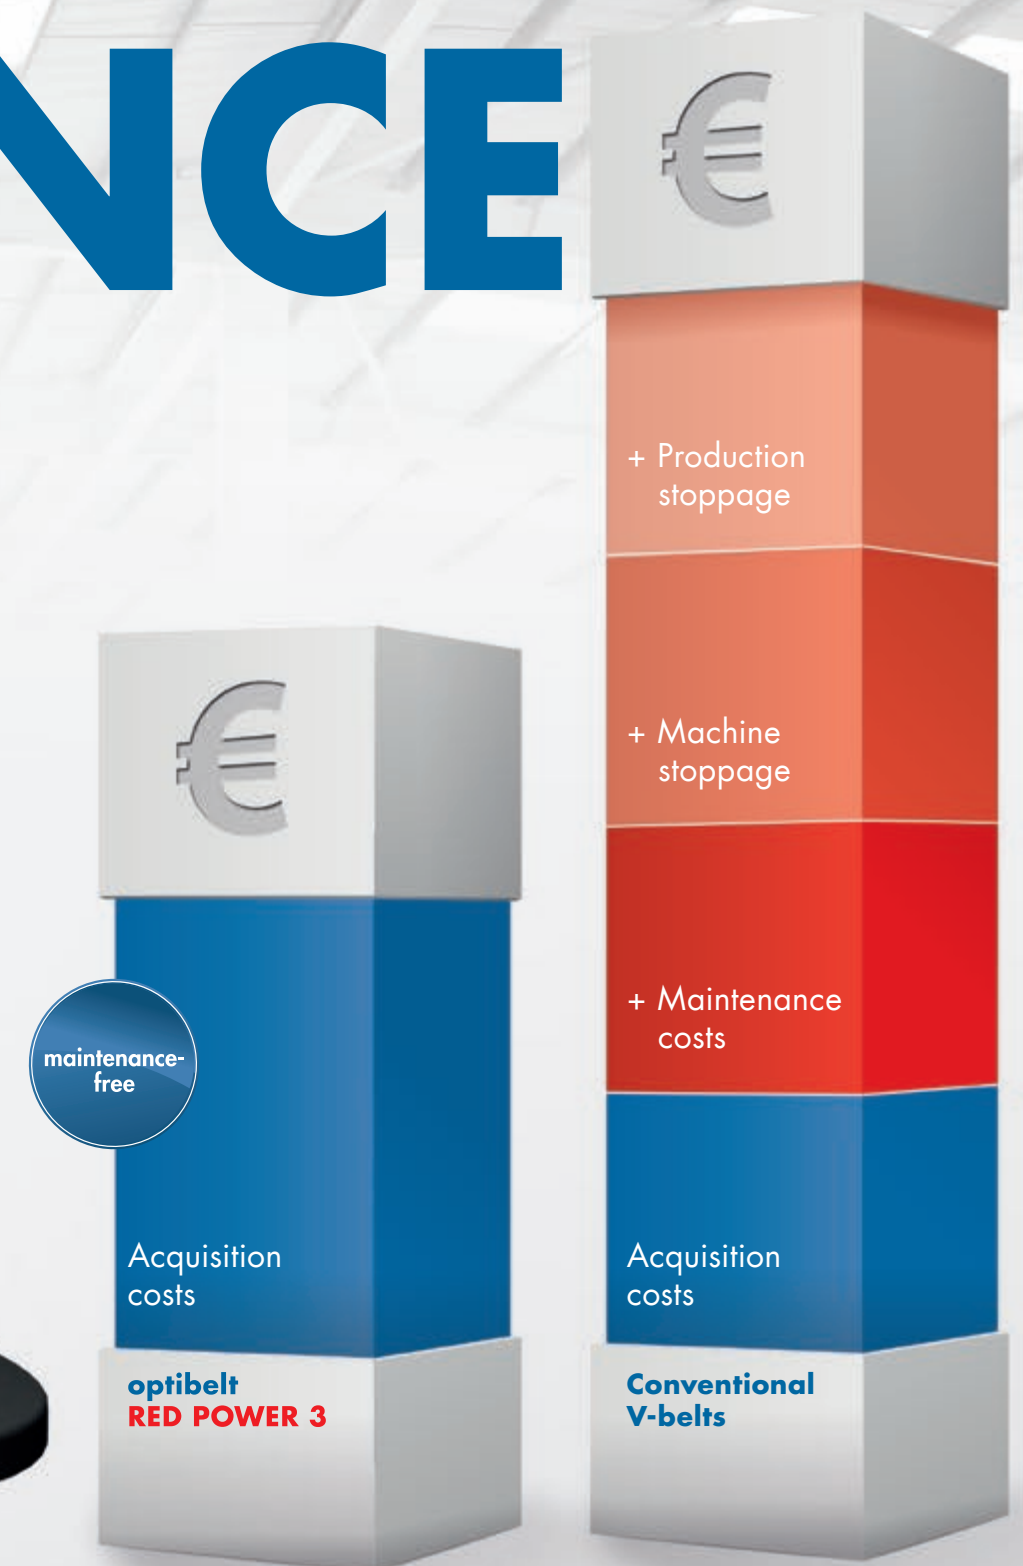 NCE
€
+ Production
stoppage
+ Machine
stoppage
+ Maintenance
costs
Acquisition
costs
Conventional
V-belts
€
maintenance-
free
Acquisition
costs
optibelt
RED POWER 3